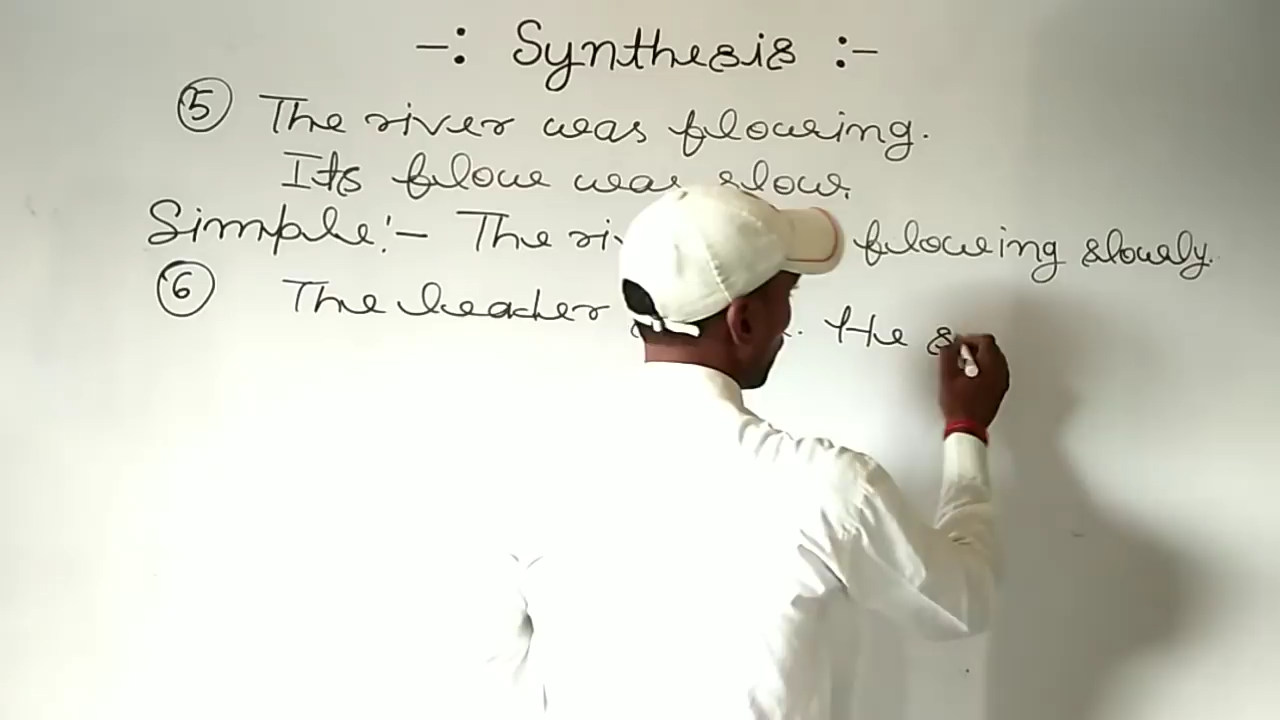 -: Synthesis :-
5 The river was flowing.
Its flow was slow.
Simple:- The flowing slowly.
6 The leader He